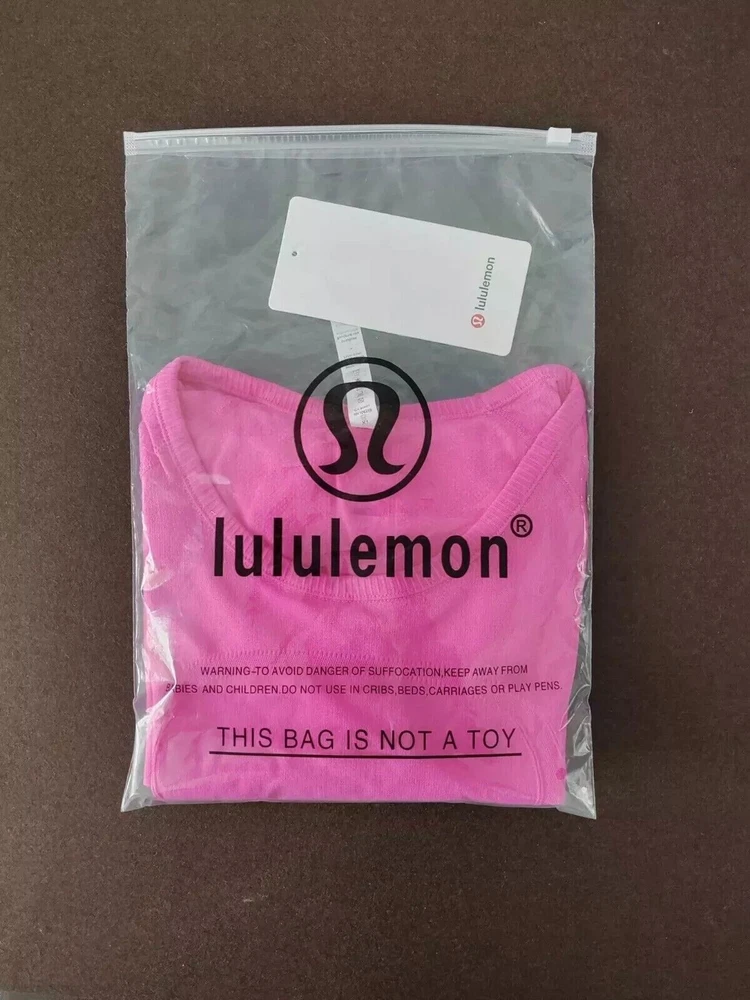 lululemon
lululemon®
WARNING-TO AVOID DANGER OF SUFFOCATION,KEEP AWAY FROM
BABIES AND CHILDREN.DO NOT USE IN CRIBS,BEDS,CARRIAGES OR PLAY PENS.
THIS BAG IS NOT A TOY